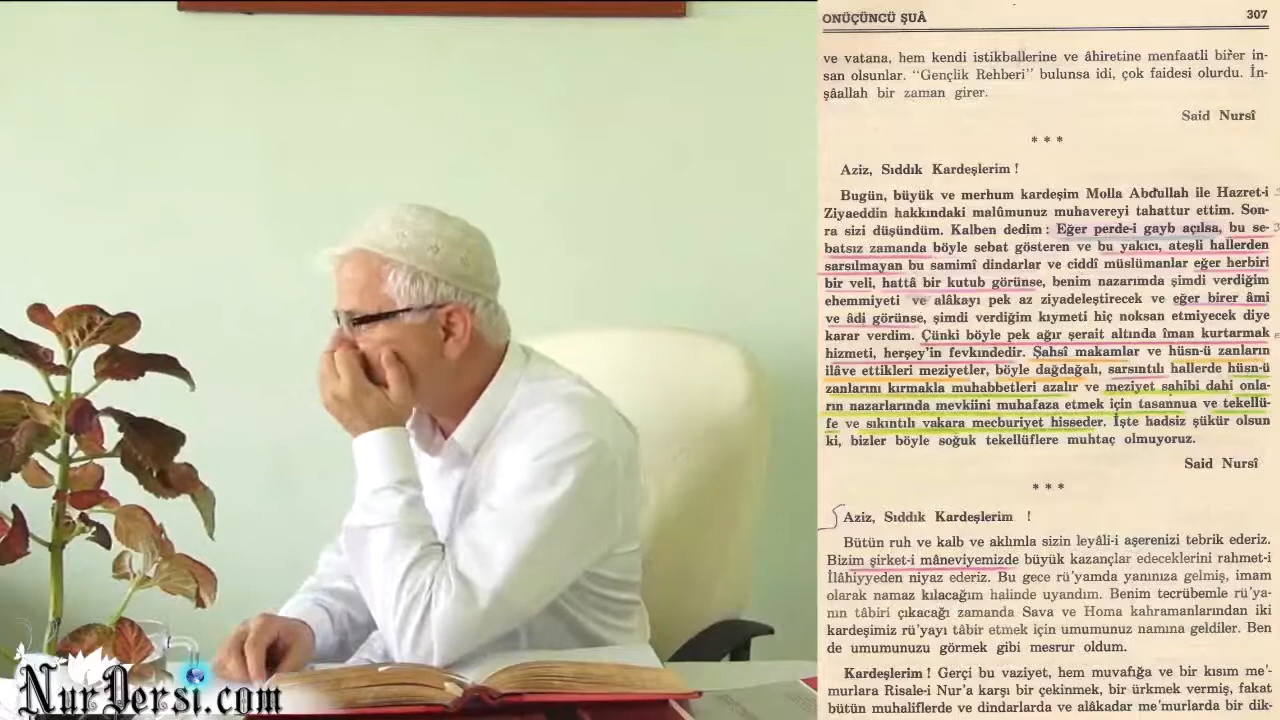 ONÜÇÜNCÜ ŞUÂ 307
ve vatana, hem kendi istikballerine ve âhiretine menfaatli birer in-
san olsunlar. "Gençlik Rehberi" bulunsa idi, çok faidesi olurdu. İn-
şâallah bir zaman girer.
Said Nursî
* * *
Aziz, Sıddık Kardeşlerim !
Bugün, büyük ve merhum kardeşim Molla Abdullah ile Hazret-i
Ziyaeddin hakkındaki malûmunuz muhavereyi tahattur ettim. Son-
ra sizi düşündüm. Kalben dedim : Eğer perde-i gayb açılsa, bu se-
batsız zamanda böyle sebat gösteren ve bu yakıcı, ateşli hallerden
sarsılmayan bu samimî dindarlar ve ciddî müslümanlar eğer herbiri
bir veli, hattâ bir kutub görünse, benim nazarımda şimdi verdiğim
ehemmiyeti ve alâkayı pek az ziyadeleştirecek ve eğer birer âmi
ve âdi görünse, şimdi verdiğim kıymeti hiç noksan etmiyecek diye
karar verdim. Çünki böyle pek ağır şerait altında îman kurtarmak
hizmeti, herşey'in fevkındedir. Şahsî makamlar ve hüsn-ü zanların
ilâve ettikleri meziyetler, böyle dağdağalı, sarsıntılı hallerde hüsn-ü
zanlarını kırmakla muhabbetleri azalır ve meziyet sahibi dahi onla-
rın nazarlarında mevkiini muhafaza etmek için tasannua ve tekellü-
fe ve sıkıntılı vakara mecburiyet hisseder. İşte hadsiz şükür olsun
ki, bizler böyle soğuk tekellüflere muhtaç olmuyoruz.
Said Nursî
* * *
Aziz, Sıddık Kardeşlerim !
Bütün ruh ve kalb ve aklımla sizin leyâli-i aşerenizi tebrik ederiz.
Bizim şirket-i mâneviyemizde büyük kazançlar edeceklerini rahmet-i
İlâhiyyeden niyaz ederiz. Bu gece rü'yamda yanınıza gelmiş, imam
olarak namaz kılacağım halinde uyandım. Benim tecrübemle rü'ya-
nın tâbiri çıkacağı zamanda Sava ve Homa kahramanlarından iki
kardeşimiz rü'yayı tâbir etmek için umumunuz namına geldiler. Ben
de umumunuzu görmek gibi mesrur oldum.
Kardeşlerim ! Gerçi bu vaziyet, hem muvafığa ve bir kısım me'-
murlara Risale-i Nur'a karşı bir çekinmek, bir ürkmek vermiş, fakat
bütün muhaliflerde ve dindarlarda ve alâkadar me'murlarda bir dik-
NurDersi.com